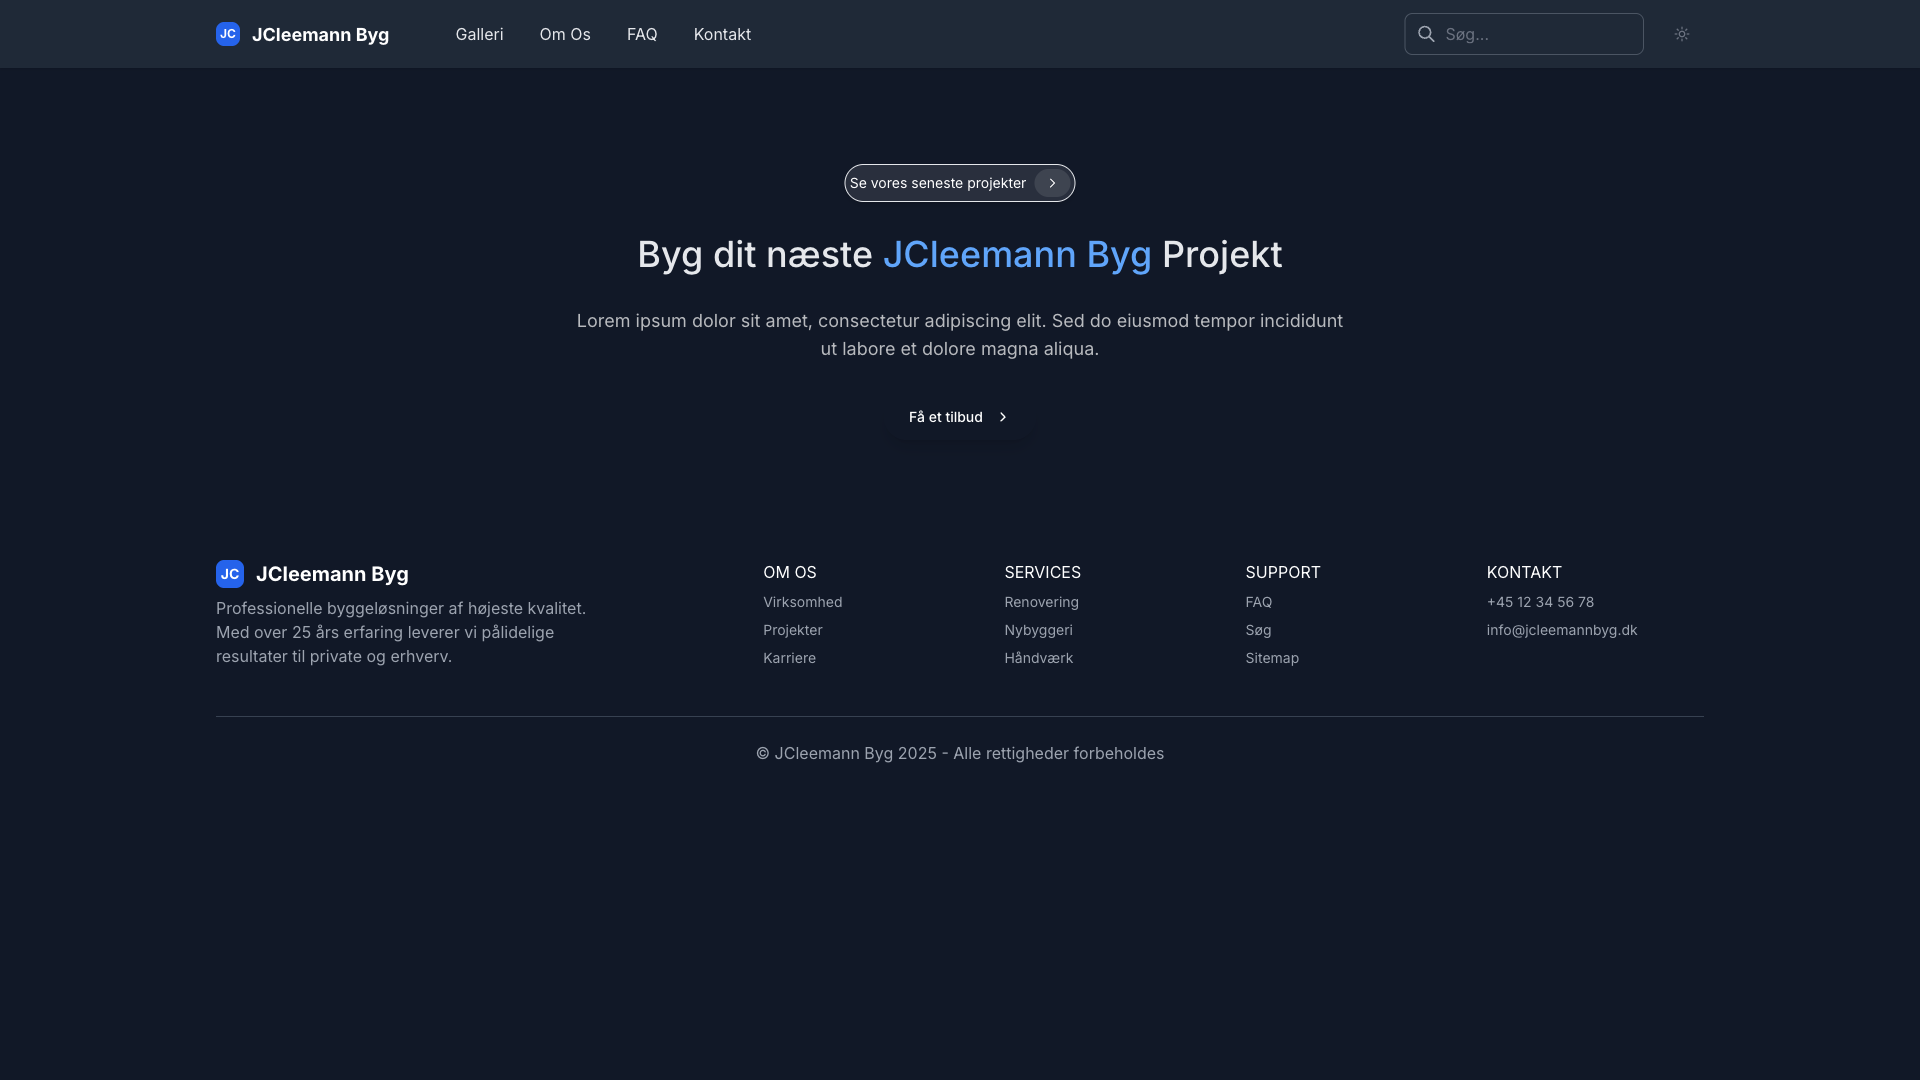 JC JCleemann Byg Galleri Om Os FAQ Kontakt Søg...
Se vores seneste projekter
Byg dit næste JCleemann Byg Projekt
Lorem ipsum dolor sit amet, consectetur adipiscing elit. Sed do eiusmod tempor incididunt
ut labore et dolore magna aliqua.
Få et tilbud
JC JCleemann Byg
Professionelle byggeløsninger af højeste kvalitet.
Med over 25 års erfaring leverer vi pålidelige
resultater til private og erhverv.
OM OS
Virksomhed
Projekter
Karriere
SERVICES
Renovering
Nybyggeri
Håndværk
SUPPORT
FAQ
Søg
Sitemap
KONTAKT
+45 12 34 56 78
info@jcleemannbyg.dk
© JCleemann Byg 2025 - Alle rettigheder forbeholdes